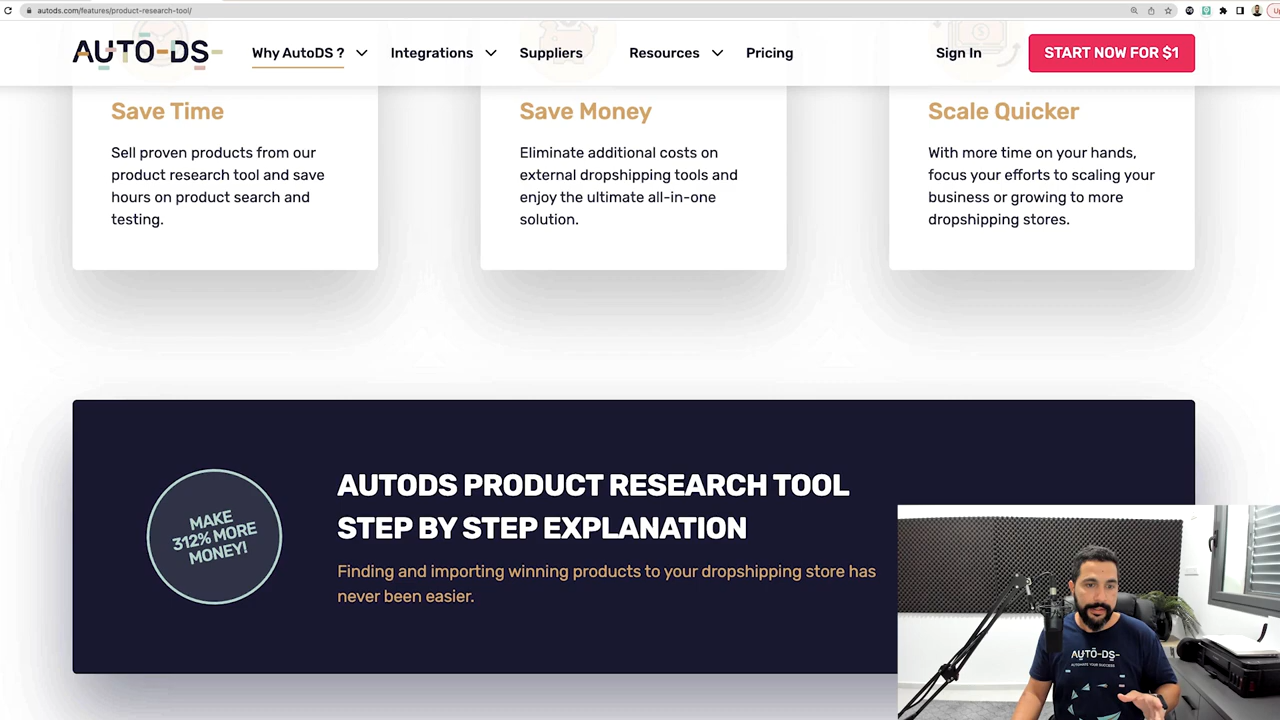 autods.com/features/product-research-tool/
AUTO-DS-
Why AutoDS ?
Integrations
Suppliers
Resources
Pricing
Sign In
START NOW FOR $1
Save Time
Sell proven products from our
product research tool and save
hours on product search and
testing.
Save Money
Eliminate additional costs on
external dropshipping tools and
enjoy the ultimate all-in-one
solution.
Scale Quicker
With more time on your hands,
focus your efforts to scaling your
business or growing to more
dropshipping stores.
MAKE
312% MORE
MONEY!
AUTODS PRODUCT RESEARCH TOOL
STEP BY STEP EXPLANATION
Finding and importing winning products to your dropshipping store has
never been easier.
AUTO-DS-
AUTOMATE YOUR SUCCESS